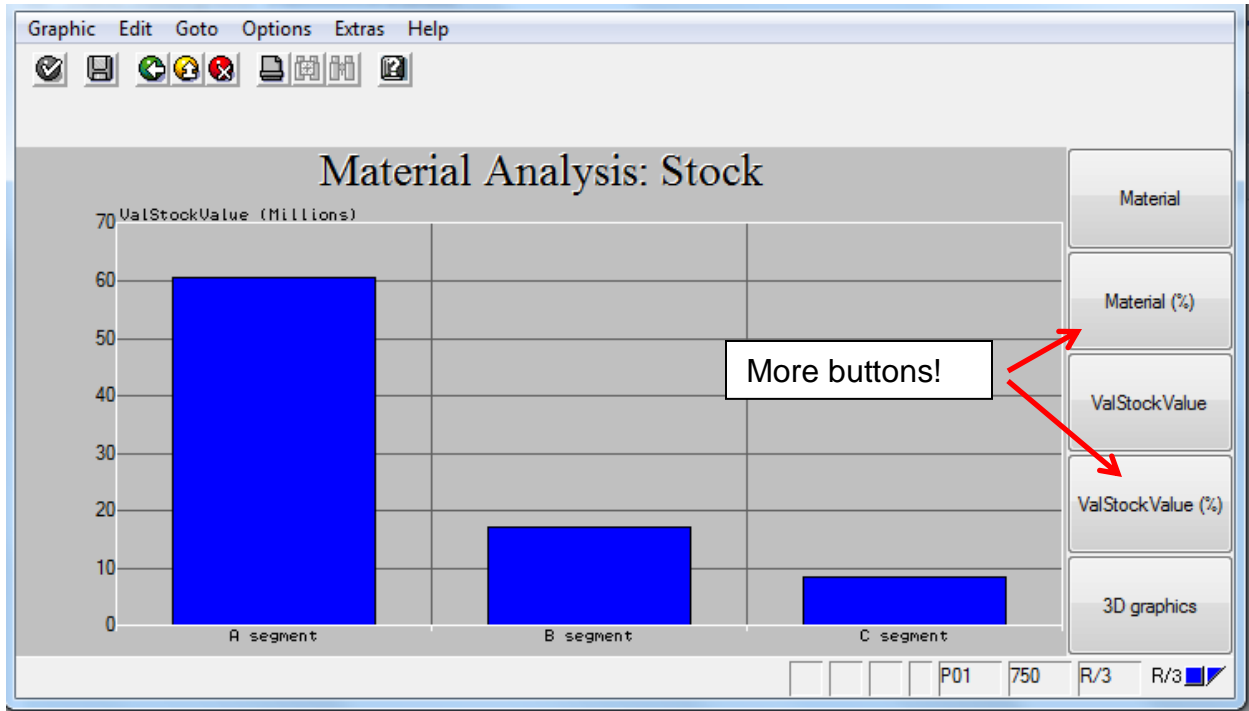 Graphic Edit Goto Options Extras Help
Material Analysis: Stock
ValStockValue (Millions)
70
60
50
40
30
20
10
0
A segment B segment C segment
More buttons!
Material
Material (%)
ValStockValue
ValStockValue (%)
3D graphics
P01 750 R/3 R/3